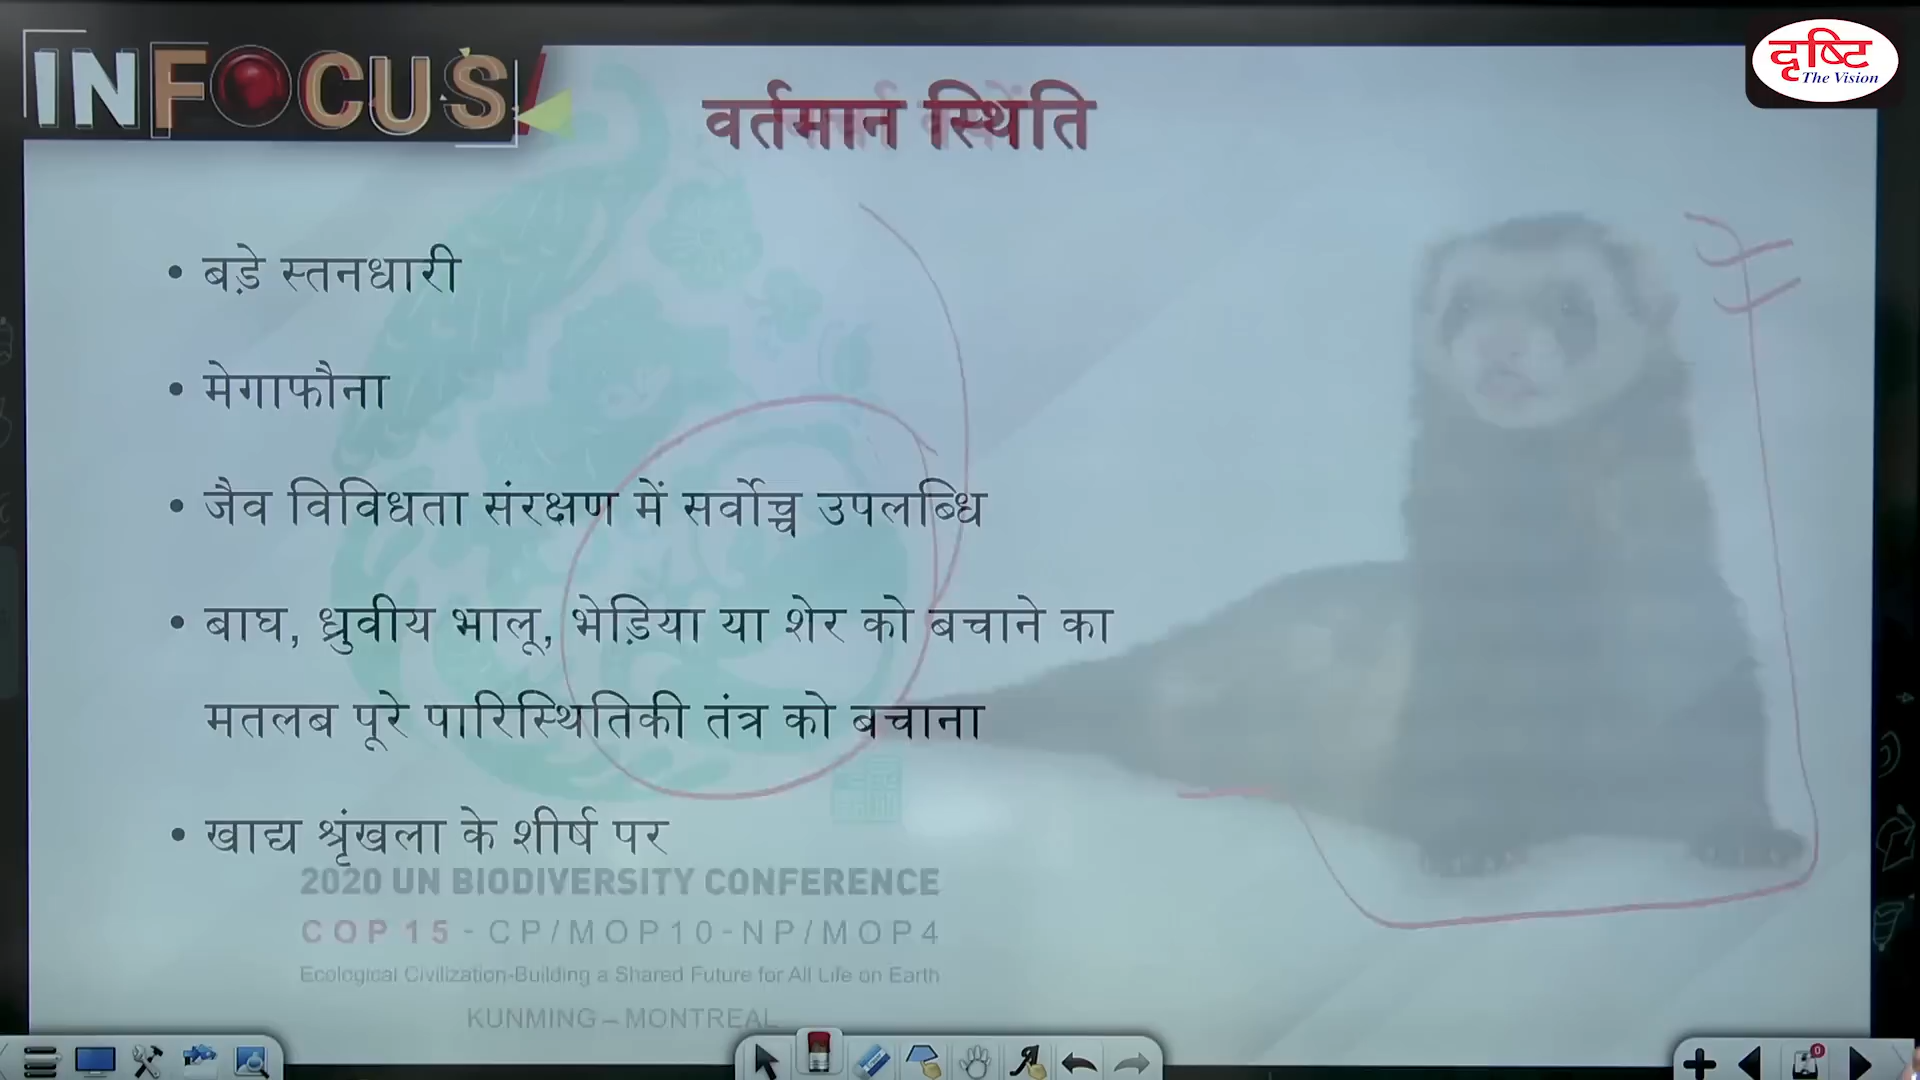 INFOCUS
दृष्टि
The Vision
वर्तमान स्थिति
• बड़े स्तनधारी
• मेगाफौना
• जैव विविधता संरक्षण में सर्वोच्च उपलब्धि
• बाघ, ध्रुवीय भालू, भेड़िया या शेर को बचाने का
मतलब पूरे पारिस्थितिकी तंत्र को बचाना
• खाद्य श्रृंखला के शीर्ष पर
2020 UN BIODIVERSITY CONFERENCE
COP 15 - CP/MOP10-NP/MOP4
Ecological Civilization-Building a Shared Future for All Life on Earth
KUNMING – MONTREAL
0